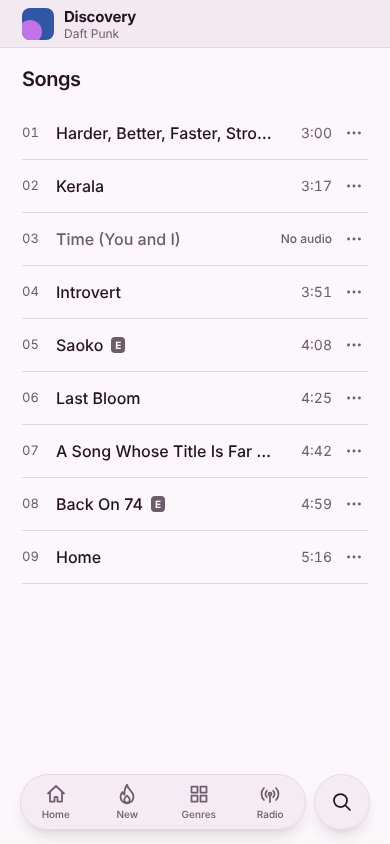 Discovery
Daft Punk
Songs
01 Harder, Better, Faster, Stro... 3:00
02 Kerala 3:17
03 Time (You and I) No audio
04 Introvert 3:51
05 Saoko E 4:08
06 Last Bloom 4:25
07 A Song Whose Title Is Far ... 4:42
08 Back On 74 E 4:59
09 Home 5:16
Home New Genres Radio